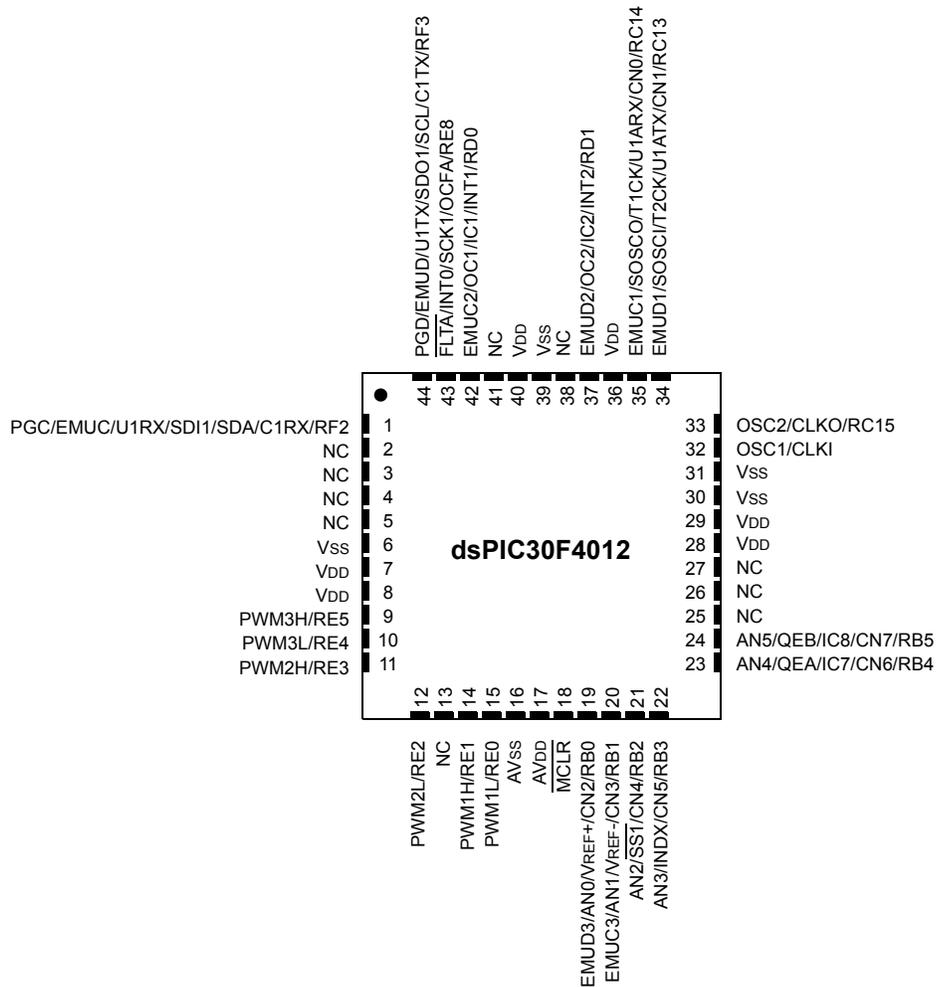 PGD/EMUD/U1TX/SDO1/SCL/C1TX/RF3
FLTA/INT0/SCK1/OCFA/RE8
EMUC2/OC1/IC1/INT1/RD0
NC
VDD
VSS
NC
EMUD2/OC2/IC2/INT2/RD1
VDD
EMUC1/SOSCO/T1CK/U1ARX/CN0/RC14
EMUD1/SOSCI/T2CK/U1ATX/CN1/RC13
44
43
42
41
40
39
38
37
36
35
34
PGC/EMUC/U1RX/SDI1/SDA/C1RX/RF2 1
NC 2
NC 3
NC 4
NC 5
VSS 6
VDD 7
VDD 8
PWM3H/RE5 9
PWM3L/RE4 10
PWM2H/RE3 11
dsPIC30F4012
33 OSC2/CLKO/RC15
32 OSC1/CLKI
31 VSS
30 VSS
29 VDD
28 VDD
27 NC
26 NC
25 NC
24 AN5/QEB/IC8/CN7/RB5
23 AN4/QEA/IC7/CN6/RB4
12
13
14
15
16
17
18
19
20
21
22
PWM2L/RE2
NC
PWM1H/RE1
PWM1L/RE0
AVSS
AVDD
MCLR
EMUD3/AN0/VREF+/CN2/RB0
EMUC3/AN1/VREF-/CN3/RB1
AN2/SS1/CN4/RB2
AN3/INDX/CN5/RB3